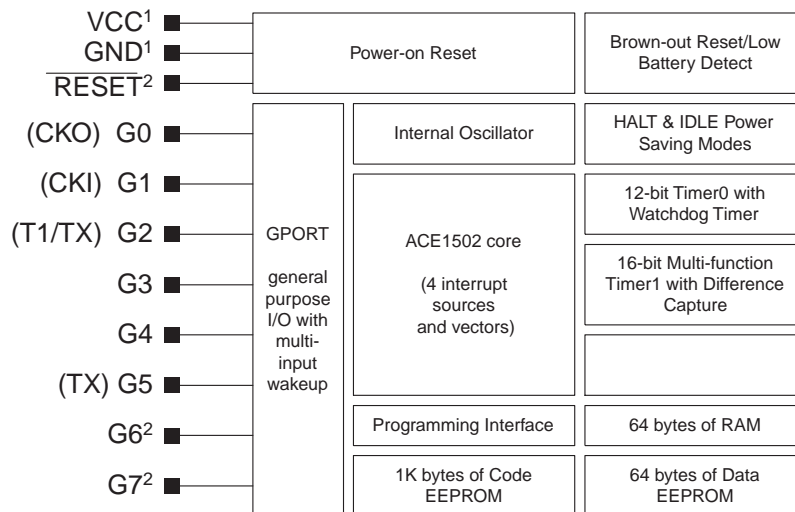 VCC¹
GND¹
RESET²
(CKO) G0
(CKI) G1
(T1/TX) G2
G3
G4
(TX) G5
G6²
G7²
Power-on Reset
Brown-out Reset/Low
Battery Detect
GPORT
general
purpose
I/O with
multi-
input
wakeup
Internal Oscillator
HALT & IDLE Power
Saving Modes
ACE1502 core
(4 interrupt
sources
and vectors)
12-bit Timer0 with
Watchdog Timer
16-bit Multi-function
Timer1 with Difference
Capture
Programming Interface
64 bytes of RAM
1K bytes of Code
EEPROM
64 bytes of Data
EEPROM